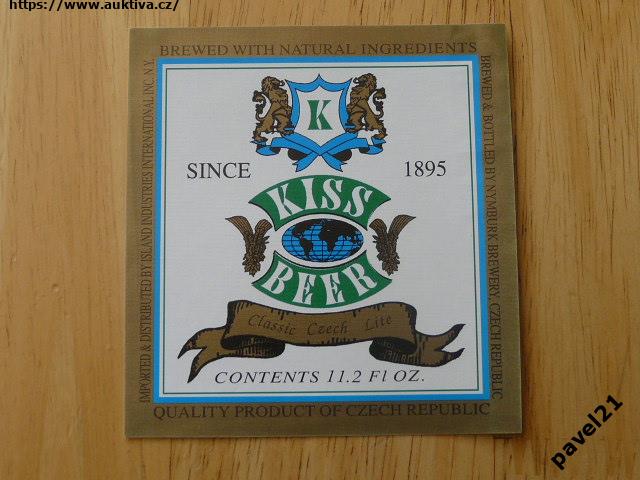 https://www.auktiva.cz/
BREWED WITH NATURAL INGREDIENTS
IMPORTED & DISTRIBUTED BY ISLAND INDUSTRIES INTERNATIONAL INC. N.Y.
BREWED & BOTTLED BY NYMBURK BREWERY, CZECH REPUBLIC
K
SINCE 1895
KISS
BEER
Classic Czech Lite
CONTENTS 11.2 Fl OZ.
QUALITY PRODUCT OF CZECH REPUBLIC
pavel21